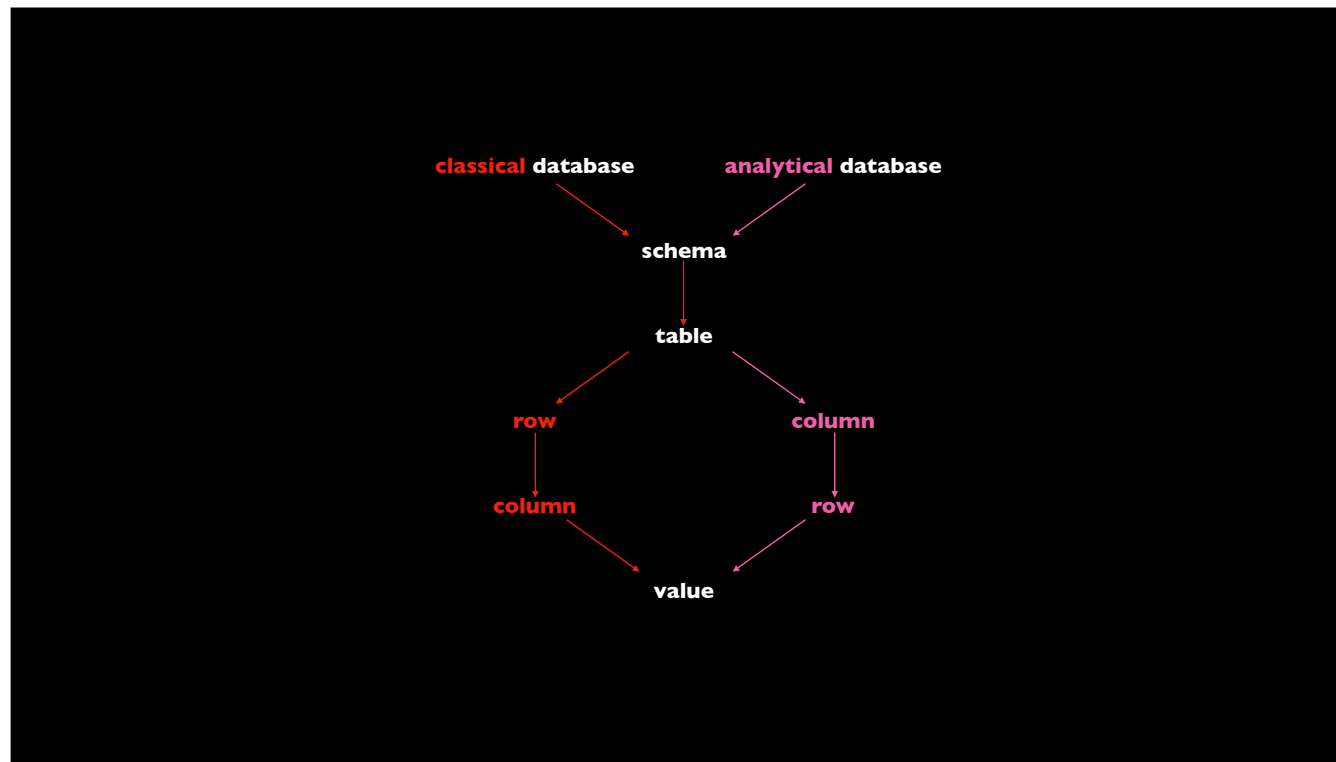 classical database
analytical database
schema
table
row
column
column
row
value